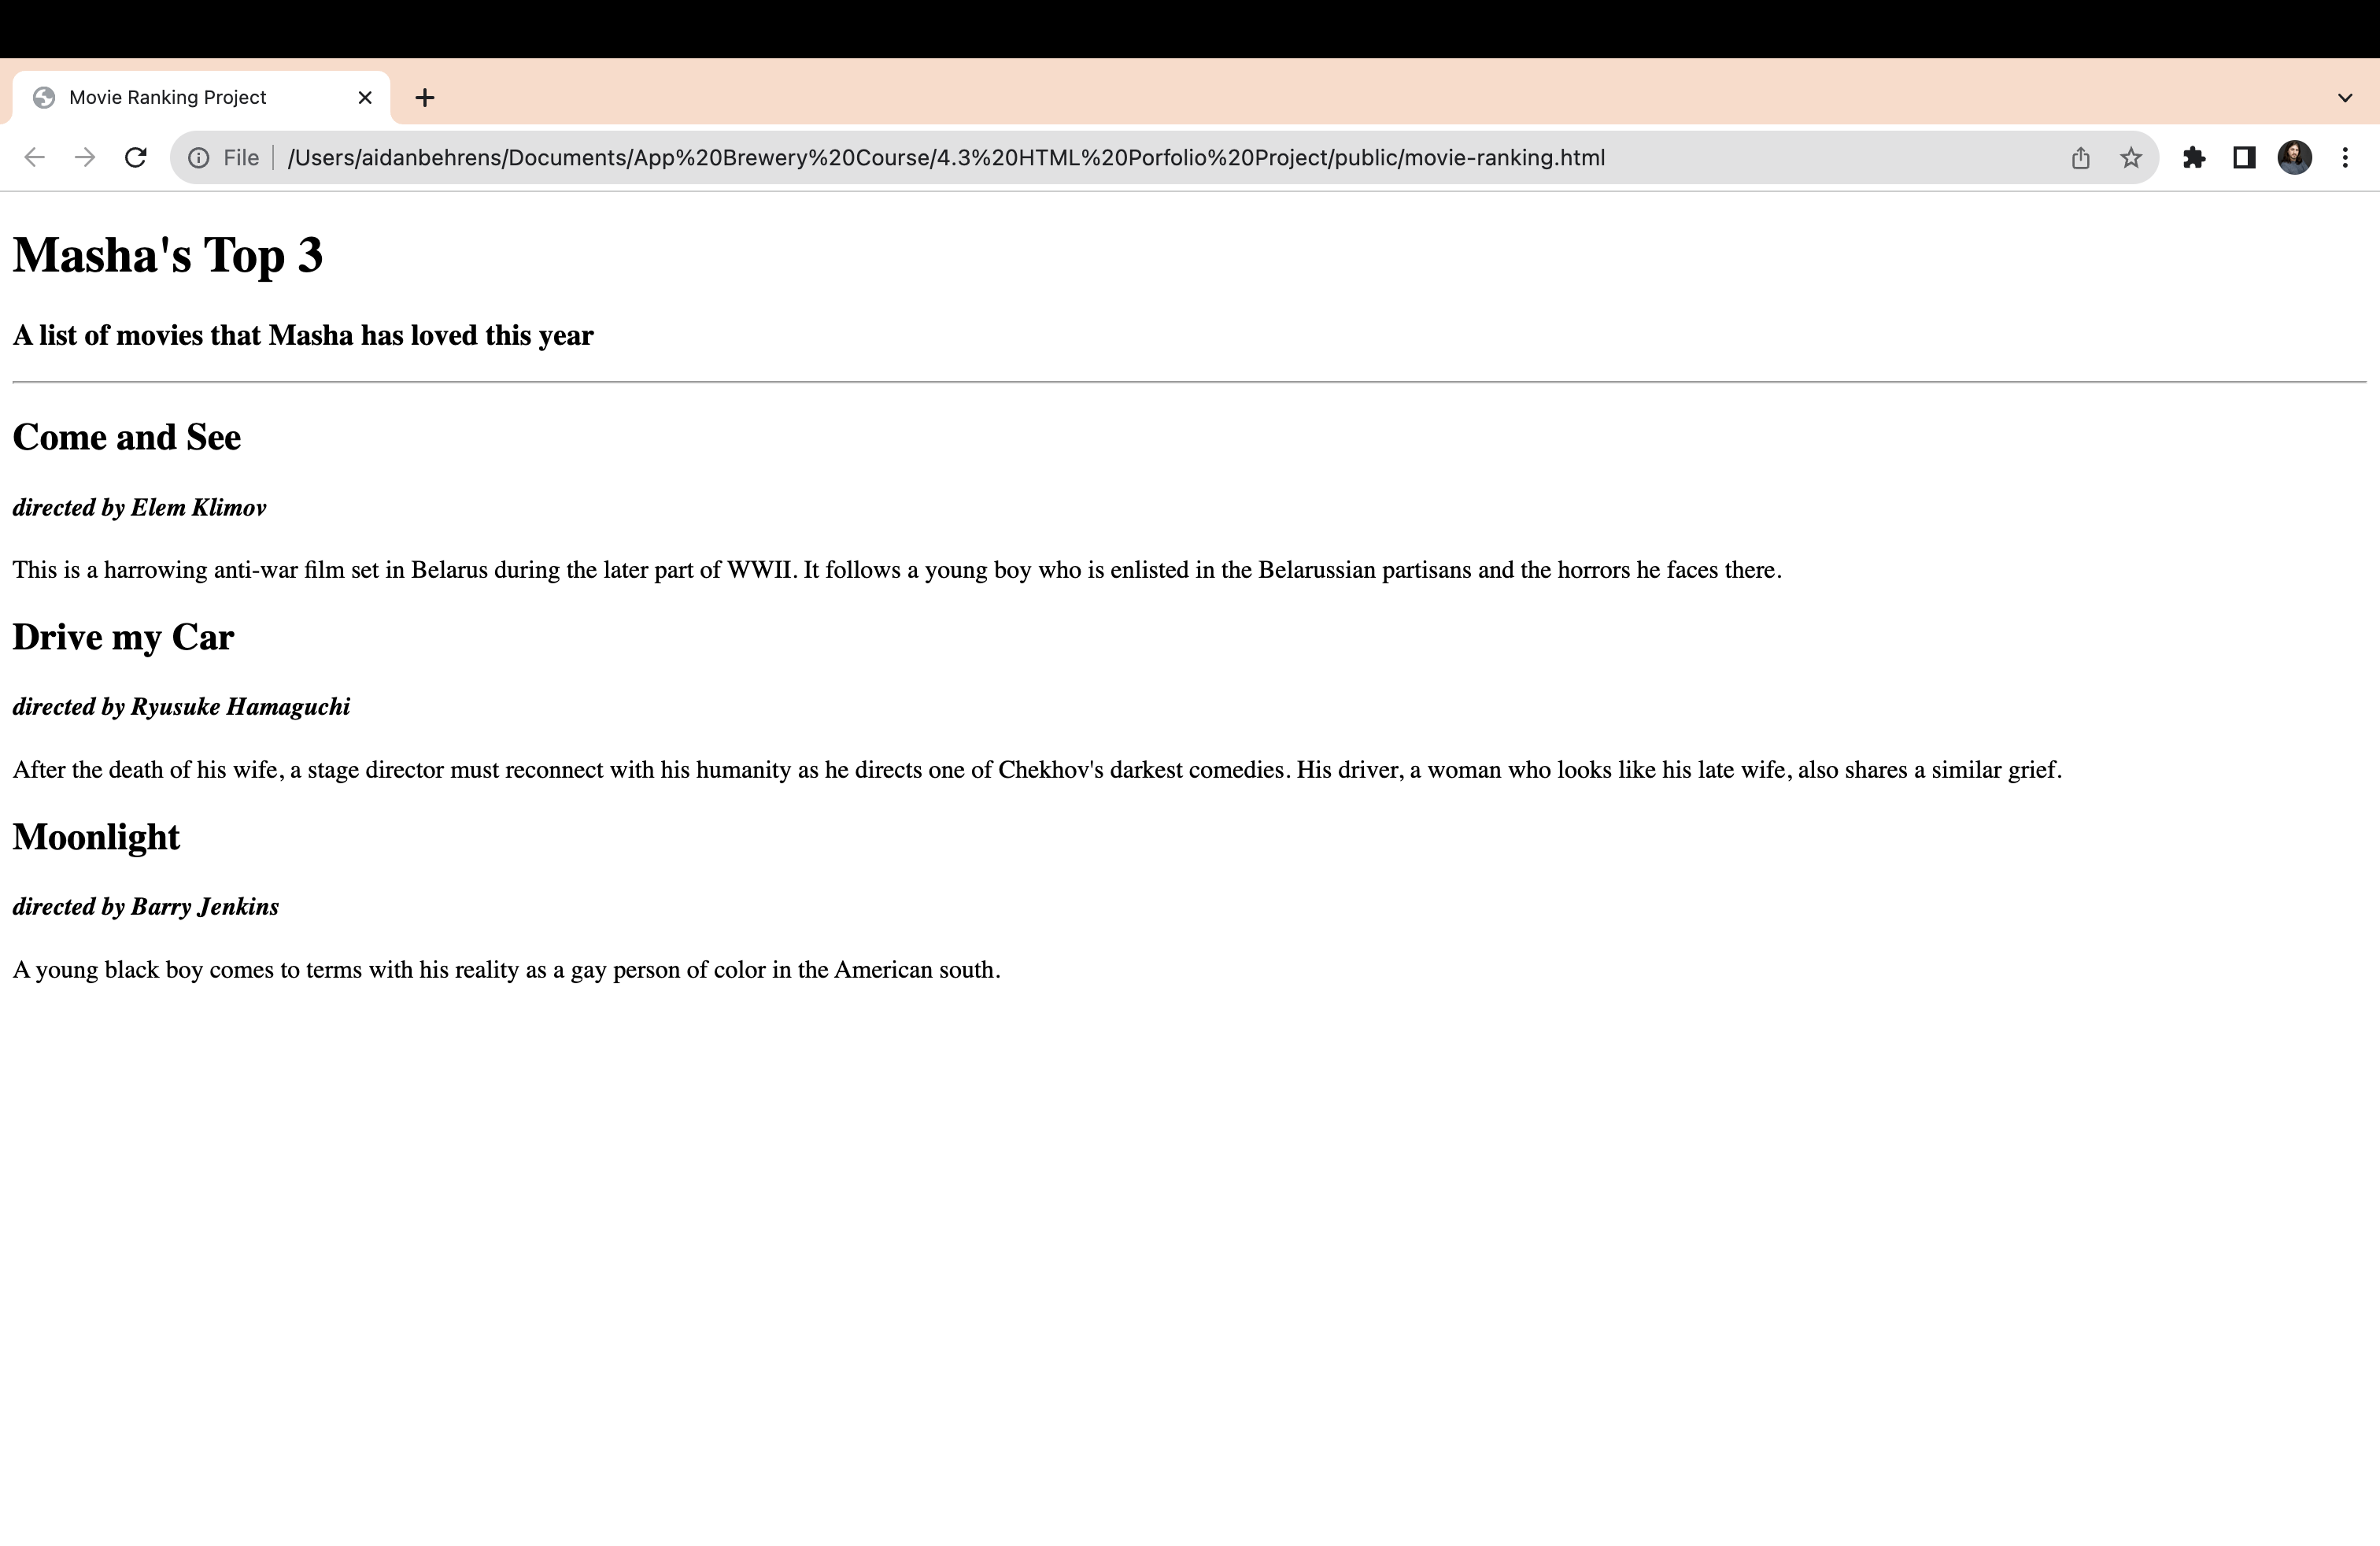 Movie Ranking Project
File
/Users/aidanbehrens/Documents/App%20Brewery%20Course/4.3%20HTML%20Porfolio%20Project/public/movie-ranking.html
Masha's Top 3
A list of movies that Masha has loved this year
Come and See
directed by Elem Klimov
This is a harrowing anti-war film set in Belarus during the later part of WWII. It follows a young boy who is enlisted in the Belarussian partisans and the horrors he faces there.
Drive my Car
directed by Ryusuke Hamaguchi
After the death of his wife, a stage director must reconnect with his humanity as he directs one of Chekhov's darkest comedies. His driver, a woman who looks like his late wife, also shares a similar grief.
Moonlight
directed by Barry Jenkins
A young black boy comes to terms with his reality as a gay person of color in the American south.